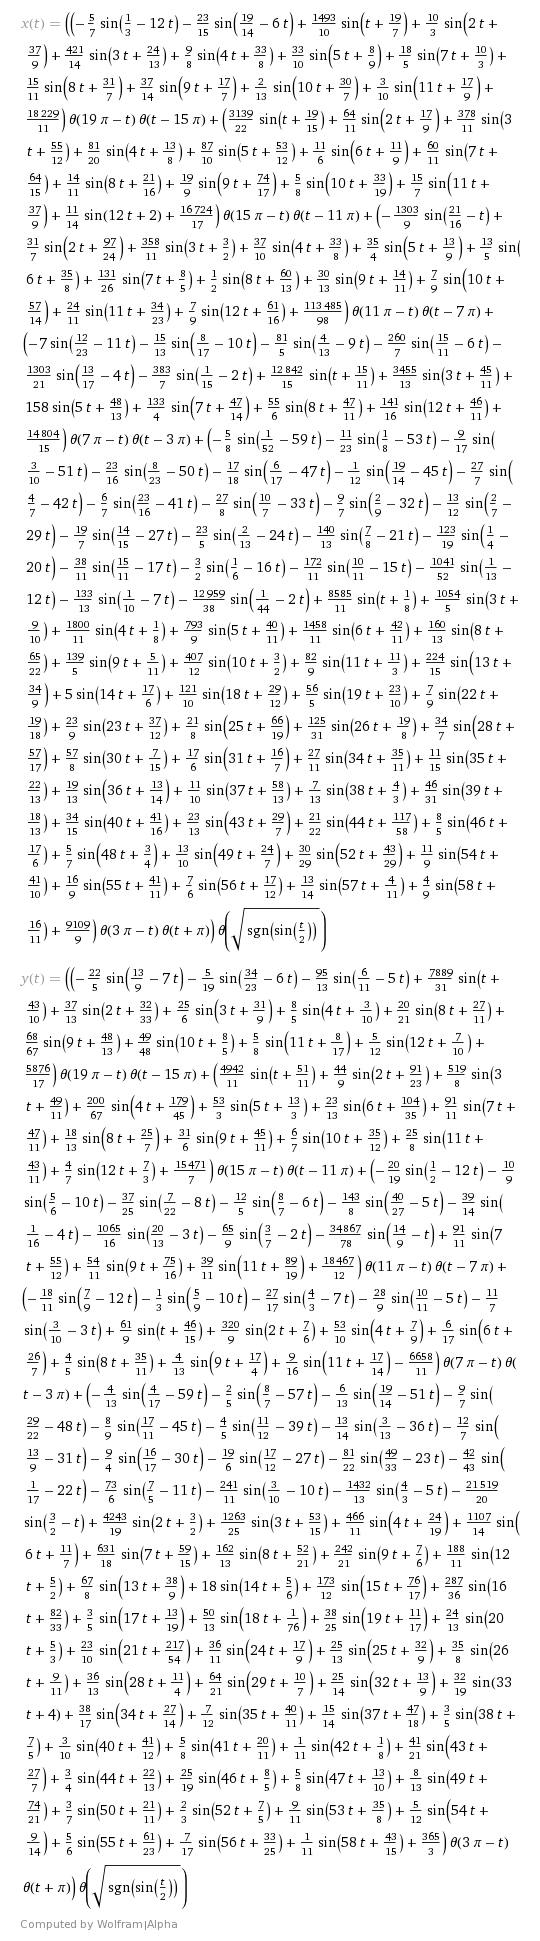 x(t) = ((-5/7 sin(1/3 - 12 t) - 23/15 sin(19/14 - 6 t) + 1493/10 sin(t + 19/7) + 10/3 sin(2 t +
37/9) + 421/14 sin(3 t + 24/13) + 9/8 sin(4 t + 33/8) + 33/10 sin(5 t + 8/9) + 18/5 sin(7 t + 10/3) +
15/11 sin(8 t + 31/7) + 37/14 sin(9 t + 17/7) + 2/13 sin(10 t + 30/7) + 3/10 sin(11 t + 17/9) +
18229/11) θ(19 π - t) θ(t - 15 π) + (3139/22 sin(t + 19/15) + 64/11 sin(2 t + 17/9) + 378/11 sin(3
t + 55/12) + 81/20 sin(4 t + 13/8) + 87/10 sin(5 t + 53/12) + 11/6 sin(6 t + 11/9) + 60/11 sin(7 t +
64/15) + 14/11 sin(8 t + 21/16) + 19/9 sin(9 t + 74/17) + 5/8 sin(10 t + 33/19) + 15/7 sin(11 t +
37/9) + 11/14 sin(12 t + 2) + 16724/17) θ(15 π - t) θ(t - 11 π) + (-1303/9 sin(21/16 - t) +
31/7 sin(2 t + 97/24) + 358/11 sin(3 t + 3/2) + 37/10 sin(4 t + 33/8) + 35/4 sin(5 t + 13/9) + 13/5 sin(
6 t + 35/8) + 131/26 sin(7 t + 8/5) + 1/2 sin(8 t + 60/13) + 30/13 sin(9 t + 14/11) + 7/9 sin(10 t +
57/14) + 24/11 sin(11 t + 34/23) + 7/9 sin(12 t + 61/16) + 113485/98) θ(11 π - t) θ(t - 7 π) +
(-7 sin(12/23 - 11 t) - 15/13 sin(8/17 - 10 t) - 81/5 sin(4/13 - 9 t) - 260/7 sin(15/11 - 6 t) -
1303/21 sin(13/17 - 4 t) - 383/7 sin(1/15 - 2 t) + 12842/15 sin(t + 15/11) + 3455/13 sin(3 t + 45/11) +
158 sin(5 t + 48/13) + 133/4 sin(7 t + 47/14) + 55/6 sin(8 t + 47/11) + 141/16 sin(12 t + 46/11) +
14804/15) θ(7 π - t) θ(t - 3 π) + (-5/8 sin(1/52 - 59 t) - 11/23 sin(1/8 - 53 t) - 9/17 sin(
3/10 - 51 t) - 23/16 sin(8/23 - 50 t) - 17/18 sin(6/17 - 47 t) - 1/12 sin(19/14 - 45 t) - 27/7 sin(
4/7 - 42 t) - 6/7 sin(23/16 - 41 t) - 27/8 sin(10/7 - 33 t) - 9/7 sin(2/9 - 32 t) - 13/12 sin(2/7 -
29 t) - 19/7 sin(14/15 - 27 t) - 23/5 sin(2/13 - 24 t) - 140/13 sin(7/8 - 21 t) - 123/19 sin(1/4 -
20 t) - 38/11 sin(15/11 - 17 t) - 3/2 sin(1/6 - 16 t) - 172/11 sin(10/11 - 15 t) - 1041/52 sin(1/13 -
12 t) - 133/13 sin(1/10 - 7 t) - 12959/38 sin(1/44 - 2 t) + 8585/11 sin(t + 1/8) + 1054/5 sin(3 t +
9/10) + 1800/11 sin(4 t + 1/8) + 793/9 sin(5 t + 40/11) + 1458/11 sin(6 t + 42/11) + 160/13 sin(8 t +
65/22) + 139/5 sin(9 t + 5/11) + 407/12 sin(10 t + 3/2) + 82/9 sin(11 t + 11/3) + 224/15 sin(13 t +
34/9) + 5 sin(14 t + 17/6) + 121/10 sin(18 t + 29/12) + 56/5 sin(19 t + 23/10) + 7/9 sin(22 t +
19/18) + 23/9 sin(23 t + 37/12) + 21/8 sin(25 t + 66/19) + 125/31 sin(26 t + 19/8) + 34/7 sin(28 t +
57/17) + 57/8 sin(30 t + 7/15) + 17/6 sin(31 t + 16/7) + 27/11 sin(34 t + 35/11) + 11/15 sin(35 t +
22/13) + 19/13 sin(36 t + 13/14) + 11/10 sin(37 t + 58/13) + 7/13 sin(38 t + 4/3) + 46/31 sin(39 t +
18/13) + 34/15 sin(40 t + 41/16) + 23/13 sin(43 t + 29/7) + 21/22 sin(44 t + 117/58) + 8/5 sin(46 t +
17/6) + 5/7 sin(48 t + 3/4) + 13/10 sin(49 t + 24/7) + 30/29 sin(52 t + 43/29) + 11/9 sin(54 t +
41/10) + 16/9 sin(55 t + 41/11) + 7/6 sin(56 t + 17/12) + 13/14 sin(57 t + 4/11) + 4/9 sin(58 t +
16/11) + 9109/9) θ(3 π - t) θ(t + π)) θ(√sgn(sin(t/2)))
y(t) = ((-22/5 sin(13/9 - 7 t) - 5/19 sin(34/23 - 6 t) - 95/13 sin(6/11 - 5 t) + 7889/31 sin(t +
43/10) + 37/13 sin(2 t + 32/33) + 25/6 sin(3 t + 31/9) + 8/5 sin(4 t + 3/10) + 20/21 sin(8 t + 27/11) +
68/67 sin(9 t + 48/13) + 49/48 sin(10 t + 8/5) + 5/8 sin(11 t + 8/17) + 5/12 sin(12 t + 7/10) +
5876/17) θ(19 π - t) θ(t - 15 π) + (4942/11 sin(t + 51/11) + 44/9 sin(2 t + 91/23) + 519/8 sin(3
t + 49/11) + 200/67 sin(4 t + 179/45) + 53/3 sin(5 t + 13/3) + 23/13 sin(6 t + 104/35) + 91/11 sin(7 t +
47/11) + 18/13 sin(8 t + 25/7) + 31/6 sin(9 t + 45/11) + 6/7 sin(10 t + 35/12) + 25/8 sin(11 t +
43/11) + 4/7 sin(12 t + 7/3) + 15471/7) θ(15 π - t) θ(t - 11 π) + (-20/19 sin(1/2 - 12 t) - 10/9
sin(5/6 - 10 t) - 37/25 sin(7/22 - 8 t) - 12/5 sin(8/7 - 6 t) - 143/8 sin(40/27 - 5 t) - 39/14 sin(
1/16 - 4 t) - 1065/16 sin(20/13 - 3 t) - 65/9 sin(3/7 - 2 t) - 34867/78 sin(14/9 - t) + 91/11 sin(7
t + 55/12) + 54/11 sin(9 t + 75/16) + 39/11 sin(11 t + 89/19) + 18467/12) θ(11 π - t) θ(t - 7 π) +
(-18/11 sin(7/9 - 12 t) - 1/3 sin(5/9 - 10 t) - 27/17 sin(4/3 - 7 t) - 28/9 sin(10/11 - 5 t) - 11/7
sin(3/10 - 3 t) + 61/9 sin(t + 46/15) + 320/9 sin(2 t + 7/6) + 53/10 sin(4 t + 7/9) + 6/17 sin(6 t +
26/7) + 4/5 sin(8 t + 35/11) + 4/13 sin(9 t + 17/4) + 9/16 sin(11 t + 17/14) - 6658/11) θ(7 π - t) θ(
t - 3 π) + (-4/13 sin(4/17 - 59 t) - 2/5 sin(8/7 - 57 t) - 6/13 sin(19/14 - 51 t) - 9/7 sin(
29/22 - 48 t) - 8/9 sin(17/11 - 45 t) - 4/5 sin(11/12 - 39 t) - 13/14 sin(3/13 - 36 t) - 12/7 sin(
13/9 - 31 t) - 9/4 sin(16/17 - 30 t) - 19/6 sin(17/12 - 27 t) - 81/22 sin(49/33 - 23 t) - 42/43 sin(
1/17 - 22 t) - 73/6 sin(7/5 - 11 t) - 241/11 sin(3/10 - 10 t) - 1432/13 sin(4/3 - 5 t) - 21519/20
sin(3/2 - t) + 4243/19 sin(2 t + 3/2) + 1263/25 sin(3 t + 53/15) + 466/11 sin(4 t + 24/19) + 1107/14 sin(
6 t + 11/7) + 631/18 sin(7 t + 59/15) + 162/13 sin(8 t + 52/21) + 242/21 sin(9 t + 7/6) + 188/11 sin(12
t + 5/2) + 67/8 sin(13 t + 38/9) + 18 sin(14 t + 5/6) + 173/12 sin(15 t + 76/17) + 287/36 sin(16
t + 82/33) + 3/5 sin(17 t + 13/19) + 50/13 sin(18 t + 1/76) + 38/25 sin(19 t + 11/17) + 24/13 sin(20
t + 5/3) + 23/10 sin(21 t + 217/54) + 36/11 sin(24 t + 17/9) + 25/13 sin(25 t + 32/9) + 35/8 sin(26
t + 9/11) + 36/13 sin(28 t + 11/4) + 64/21 sin(29 t + 10/7) + 25/14 sin(32 t + 13/9) + 32/19 sin(33
t + 4) + 38/17 sin(34 t + 27/14) + 7/12 sin(35 t + 40/11) + 15/14 sin(37 t + 47/18) + 3/5 sin(38 t +
7/5) + 3/10 sin(40 t + 41/12) + 5/8 sin(41 t + 20/11) + 1/11 sin(42 t + 1/8) + 41/21 sin(43 t +
27/7) + 3/4 sin(44 t + 22/13) + 25/19 sin(46 t + 8/5) + 5/8 sin(47 t + 13/10) + 8/13 sin(49 t +
74/21) + 3/7 sin(50 t + 21/11) + 2/3 sin(52 t + 7/5) + 9/11 sin(53 t + 35/8) + 5/12 sin(54 t +
9/14) + 5/6 sin(55 t + 61/23) + 7/17 sin(56 t + 33/25) + 1/11 sin(58 t + 43/15) + 365/3) θ(3 π - t)
θ(t + π)) θ(√sgn(sin(t/2)))
Computed by Wolfram|Alpha